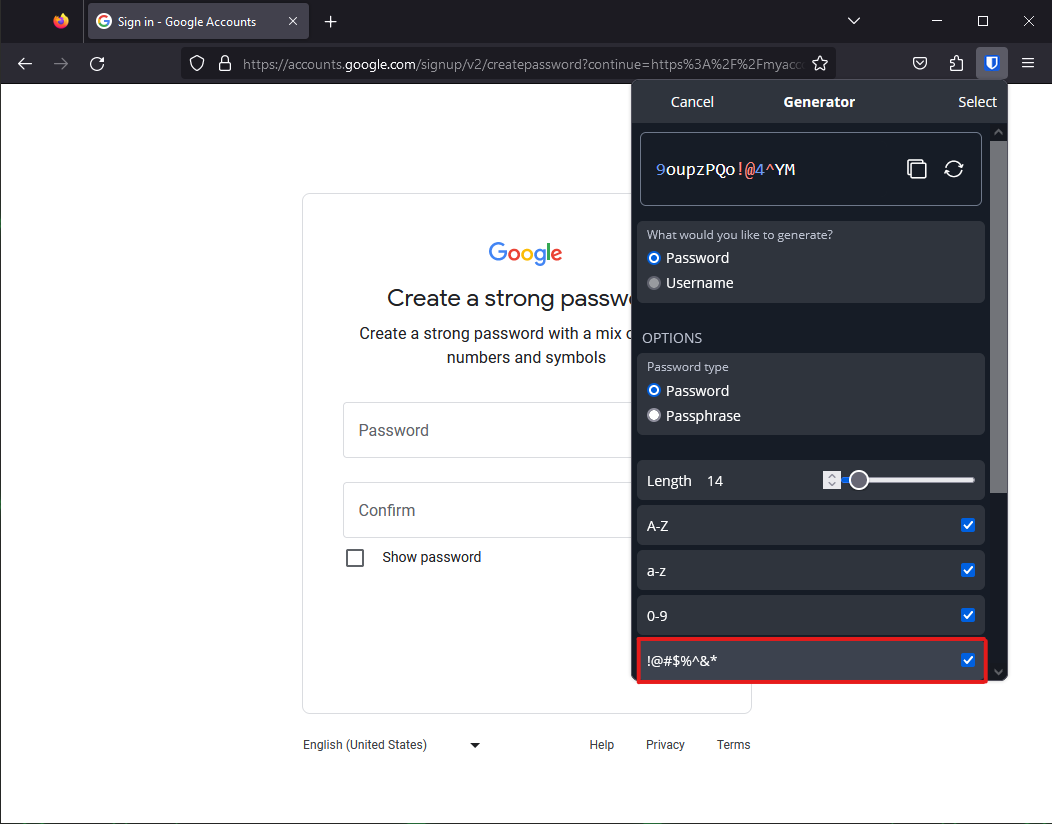 Sign in - Google Accounts
https://accounts.google.com/signup/v2/createpassword?continue=https%3A%2F%2Fmyacc
Cancel
Generator
Select
9oupzPQo!@4^YM
What would you like to generate?
Password
Username
OPTIONS
Password type
Password
Passphrase
Length 14
A-Z
a-z
0-9
!@#$%^&*
Google
Create a strong passw
Create a strong password with a mix
numbers and symbols
Password
Confirm
Show password
English (United States)
Help
Privacy
Terms